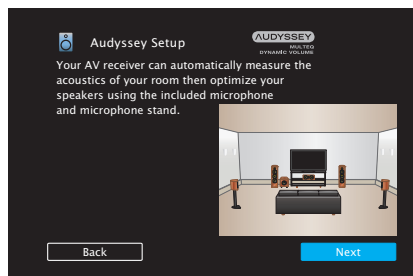 Audyssey Setup
AUDYSSEY
MULTEQ
DYNAMIC VOLUME
Your AV receiver can automatically measure the
acoustics of your room then optimize your
speakers using the included microphone
and microphone stand.
Back
Next